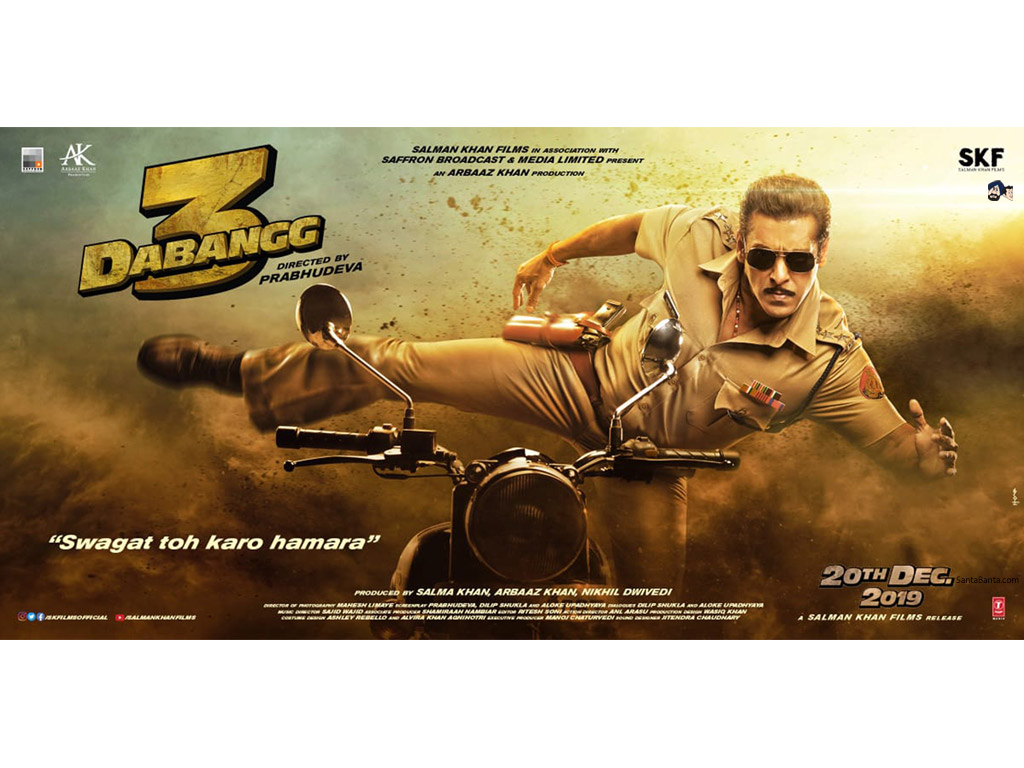 AK
ARBAAZ KHAN
3
DABANGG
DIRECTED BY
PRABHUDEVA
SALMAN KHAN FILMS IN ASSOCIATION WITH
SAFFRON BROADCAST & MEDIA LIMITED PRESENT
AN ARBAAZ KHAN PRODUCTION
SKF
SALMAN KHAN FILMS
"Swagat toh karo hamara"
20TH DEC.
2019
SantaBanta.com
A SALMAN KHAN FILMS RELEASE
PRODUCED BY SALMA KHAN, ARBAAZ KHAN, NIKHIL DWIVEDI
DIRECTOR OF PHOTOGRAPHY MAHESH LIMAYE SCREENPLAY PRABHUDEVA, DILIP SHUKLA AND ALOKE UPADHYAYA DIALOGUES DILIP SHUKLA AND ALOKE UPADHYAYA
MUSIC DIRECTOR SAJID WAJID ASSOCIATE PRODUCER SHAMIRAAN NAMBIAR EDITOR RITESH SONI ACTION DIRECTOR ANL ARASU PRODUCTION DESIGN WASIQ KHAN
COSTUME DESIGN ASHLEY REBELLO AND ALVIRA KHAN AGNIHOTRI EXECUTIVE PRODUCER MANOJ CHATURVEDI SOUND DESIGNER JITENDRA CHAUDHARY
/SKFILMSOFFICIAL /SALMANKHANFILMS